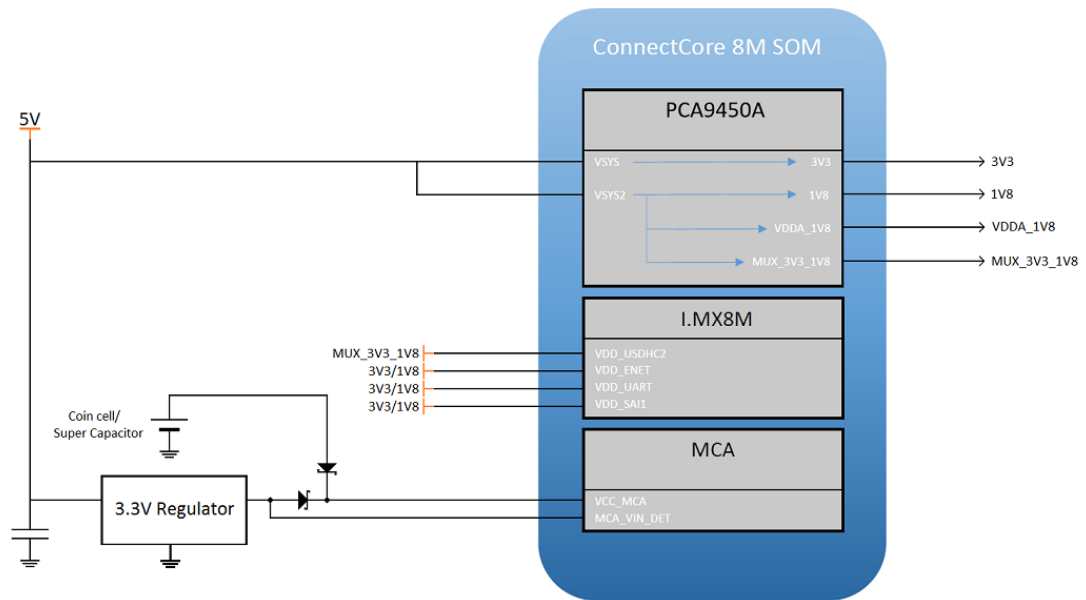 ConnectCore 8M SOM
PCA9450A
5V
VSYS
3V3
3V3
VSYS2
1V8
1V8
VDDA_1V8
VDDA_1V8
MUX_3V3_1V8
MUX_3V3_1V8
I.MX8M
MUX_3V3_1V8
VDD_USDHC2
3V3/1V8
VDD_ENET
3V3/1V8
VDD_UART
3V3/1V8
VDD_SAI1
Coin cell/
Super Capacitor
MCA
3.3V Regulator
VCC_MCA
MCA_VIN_DET